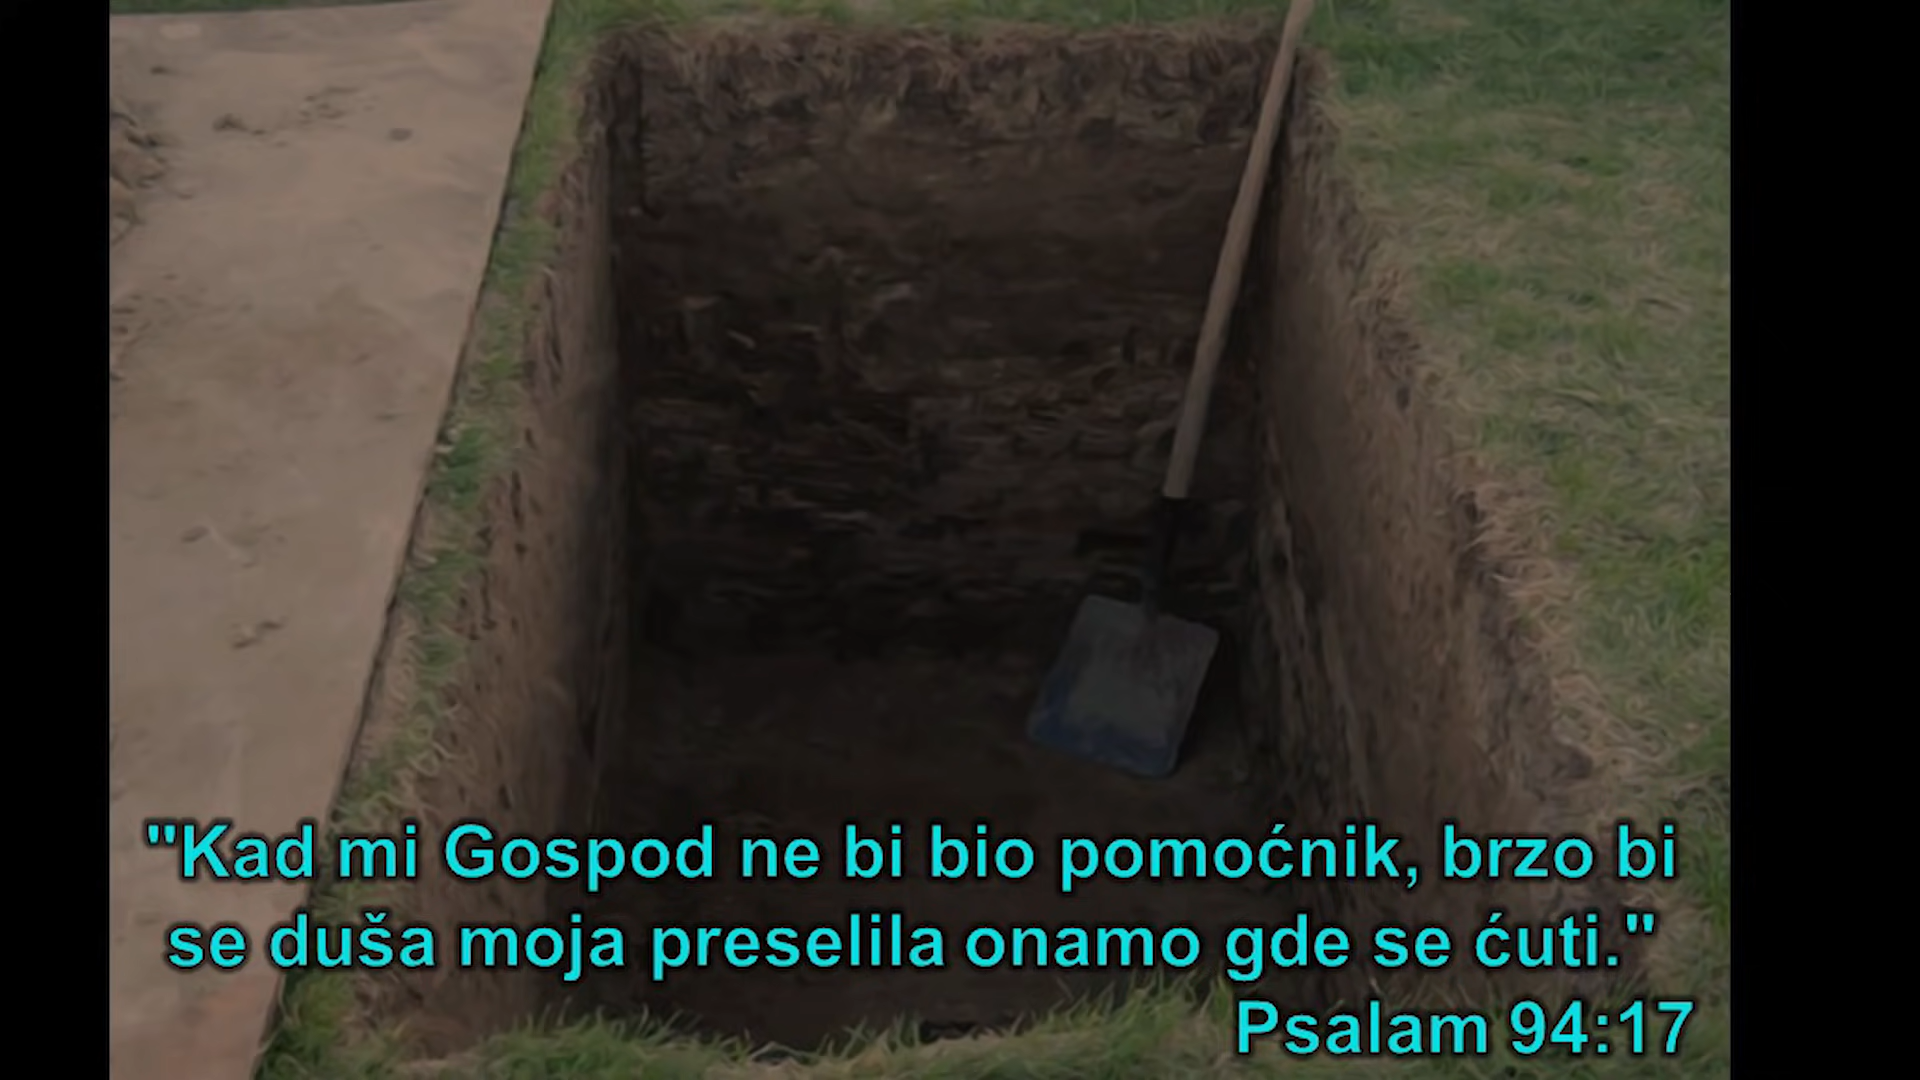 "Kad mi Gospod ne bi bio pomoćnik, brzo bi
se duša moja preselila onamo gde se ćuti."
Psalam 94:17